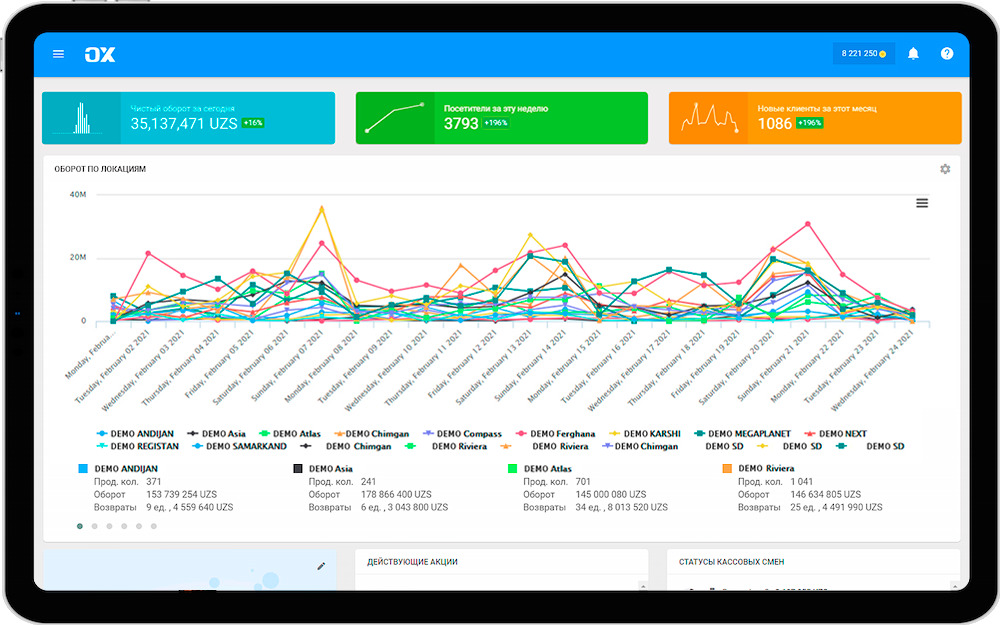 OX
8 221 250
Чистый оборот за сегодня
35,137,471 UZS +16%
Посетители за эту неделю
3793 +196%
Новые клиенты за этот месяц
1086 +196%
ОБОРОТ ПО ЛОКАЦИЯМ
40M
20M
0
Monday, Februa...
Tuesday, February 02 2021
Wednesday, February 03 2021
Thursday, February 04 2021
Friday, February 05 2021
Saturday, February 06 2021
Sunday, February 07 2021
Monday, February 08 2021
Tuesday, February 09 2021
Wednesday, February 10 2021
Thursday, February 11 2021
Friday, February 12 2021
Saturday, February 13 2021
Sunday, February 14 2021
Monday, February 15 2021
Tuesday, February 16 2021
Wednesday, February 17 2021
Thursday, February 18 2021
Friday, February 19 2021
Saturday, February 20 2021
Sunday, February 21 2021
Monday, February 22 2021
Tuesday, February 23 2021
Wednesday, February 24 2021
DEMO ANDIJAN DEMO Asia DEMO Atlas DEMO Chimgan DEMO Compass DEMO Ferghana DEMO KARSHI DEMO MEGAPLANET DEMO NEXT
DEMO REGISTAN DEMO SAMARKAND DEMO Chimgan DEMO Riviera DEMO Riviera DEMO Chimgan DEMO SD DEMO SD DEMO SD
DEMO ANDIJAN
Прод. кол. 371
Оборот 153 739 254 UZS
Возвраты 9 ед. , 4 559 640 UZS
DEMO Asia
Прод. кол. 241
Оборот 178 866 400 UZS
Возвраты 6 ед. , 3 043 800 UZS
DEMO Atlas
Прод. кол. 701
Оборот 145 000 080 UZS
Возвраты 34 ед. , 8 013 520 UZS
DEMO Riviera
Прод. кол. 1 041
Оборот 146 634 805 UZS
Возвраты 25 ед. , 4 491 990 UZS
ДЕЙСТВУЮЩИЕ АКЦИИ
СТАТУСЫ КАССОВЫХ СМЕН